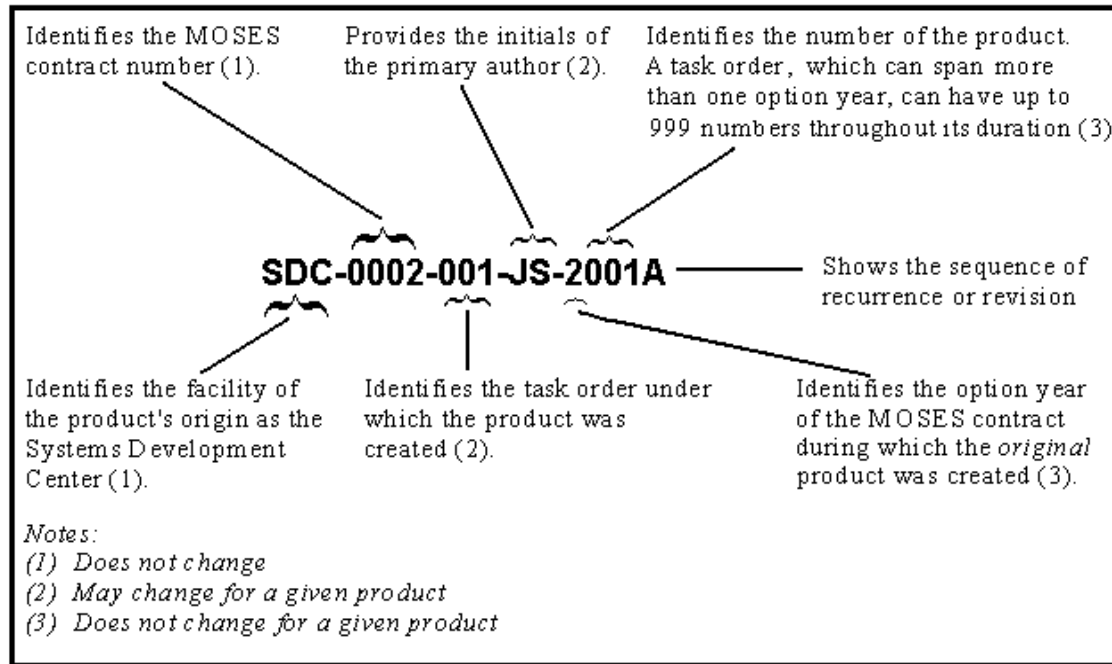 Identifies the MOSES
contract number (1).
Provides the initials of
the primary author (2).
Identifies the number of the product.
A task order, which can span more
than one option year, can have up to
999 numbers throughout its duration (3)
SDC-0002-001-JS-2001A
Shows the sequence of
recurrence or revision
Identifies the facility of
the product's origin as the
Systems Development
Center (1).
Identifies the task order under
which the product was
created (2).
Identifies the option year
of the MOSES contract
during which the original
product was created (3).
Notes:
(1) Does not change
(2) May change for a given product
(3) Does not change for a given product